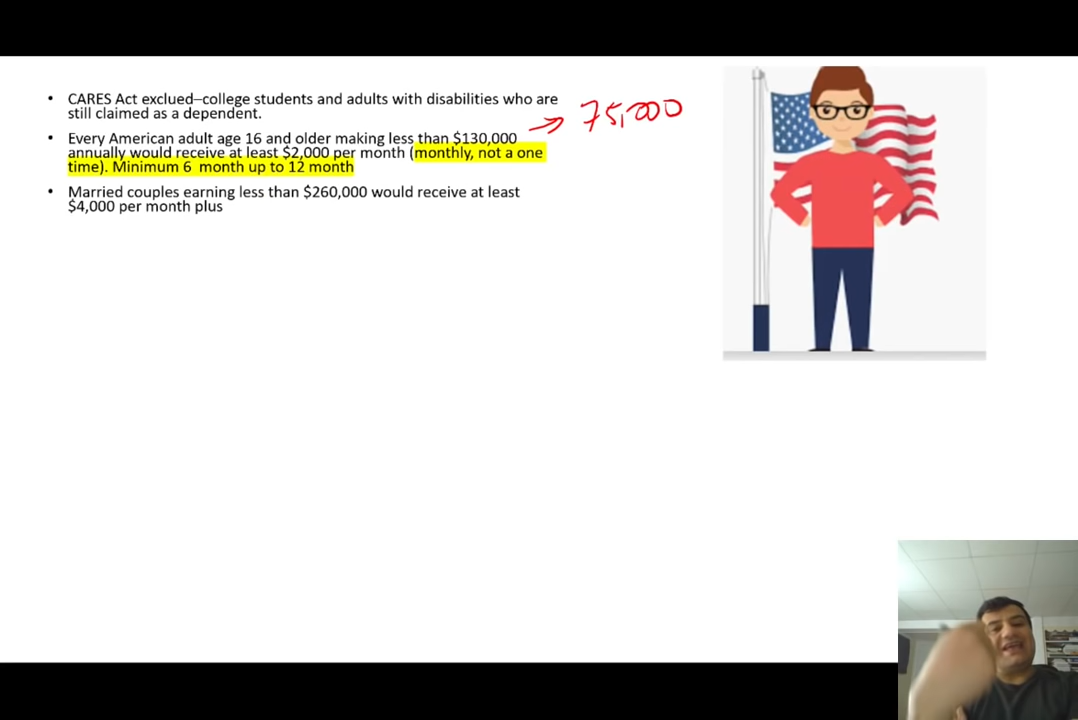 • CARES Act exclued–college students and adults with disabilities who are
still claimed as a dependent.
75,000
• Every American adult age 16 and older making less than $130,000
annually would receive at least $2,000 per month (monthly, not a one
time). Minimum 6 month up to 12 month
• Married couples earning less than $260,000 would receive at least
$4,000 per month plus